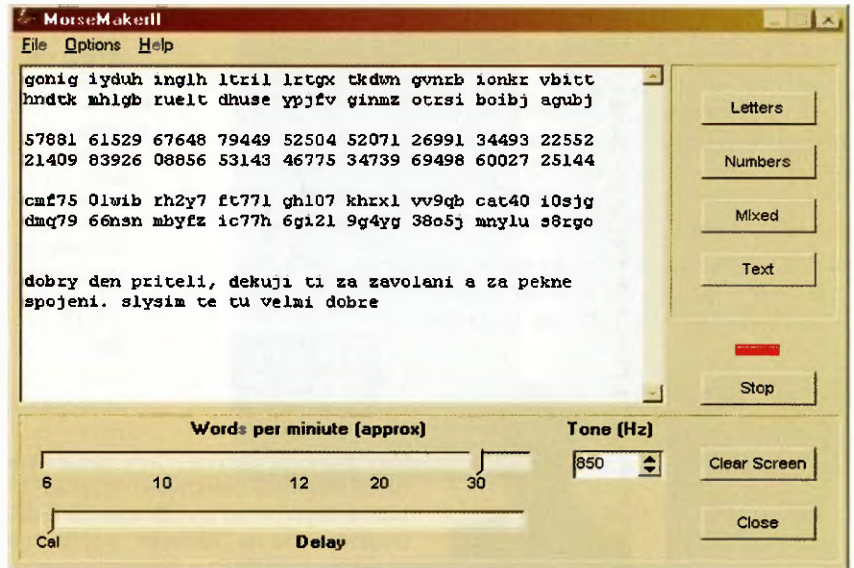 MorseMakerII
File Options Help
gonig iyduh inglh ltril lrtgx tkdwn gvnrb ionkr vbitt
hndtk mhlgb ruelt dhuse ypjfv ginmz otrsi boibj agubj
57881 61529 67648 79449 52504 52071 26991 34493 22552
21409 83926 08856 53143 46775 34739 69498 60027 25144
cmf75 01wib rh2y7 ft771 gh107 khrxl vv9qb cat40 i0sjg
dmq79 66nsn mbyfz ic77h 6gi21 9g4yg 38o5j mnylu s8rgo
dobry den priteli, dekuji ti za zavolani a za pekne
spojeni. slysim te tu velmi dobre
Letters
Numbers
Mixed
Text
Stop
Words per miniute (approx)
Tone (Hz)
850
6 10 12 20 30
Clear Screen
Cal Delay
Close